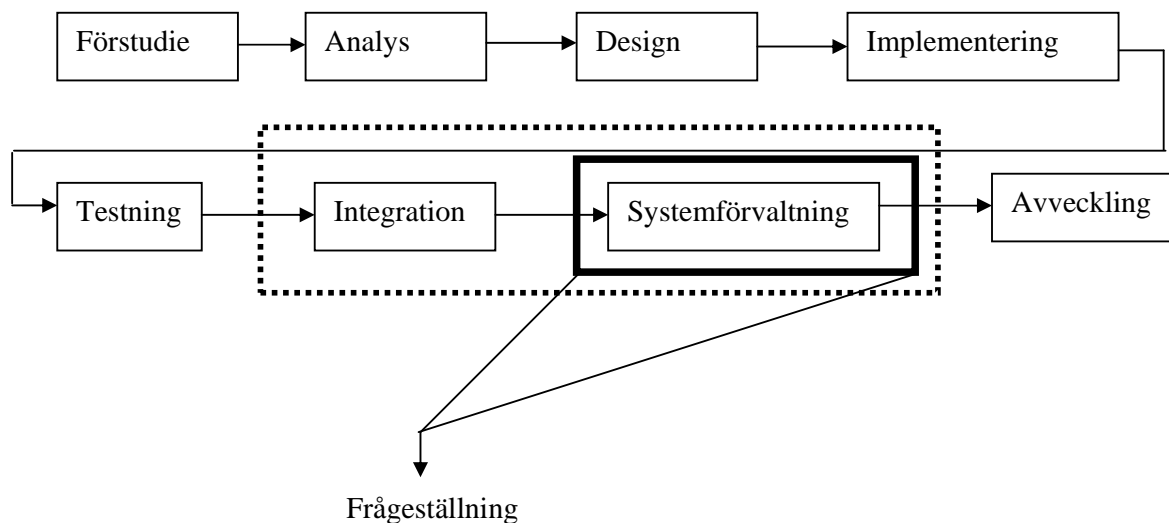 Förstudie
Analys
Design
Implementering
Testning
Integration
Systemförvaltning
Avveckling
Frågeställning